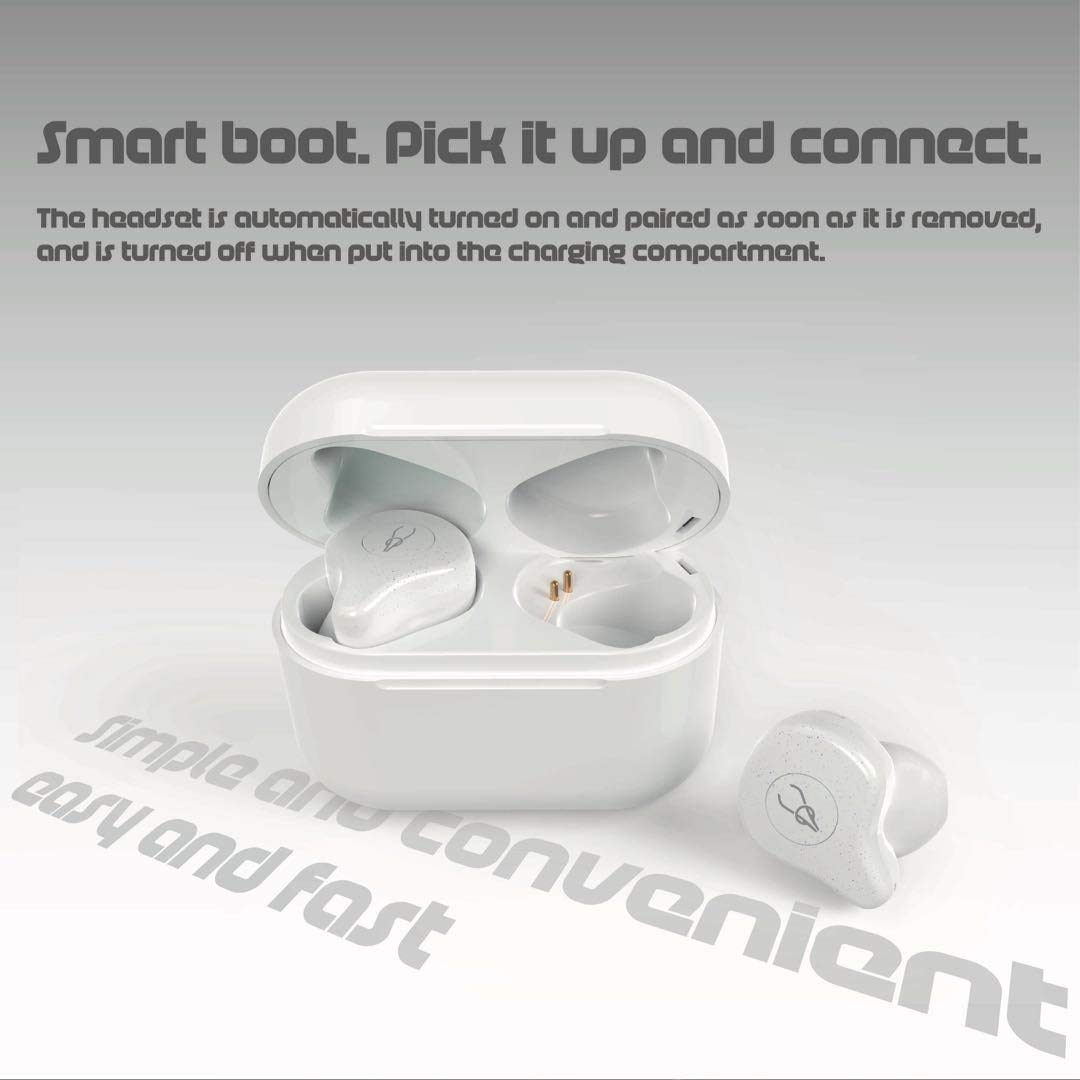 Smart boot. Pick it up and connect.
The headset is automatically turned on and paired as soon as it is removed,
and is turned off when put into the charging compartment.
Simple and convenient
easy and fast